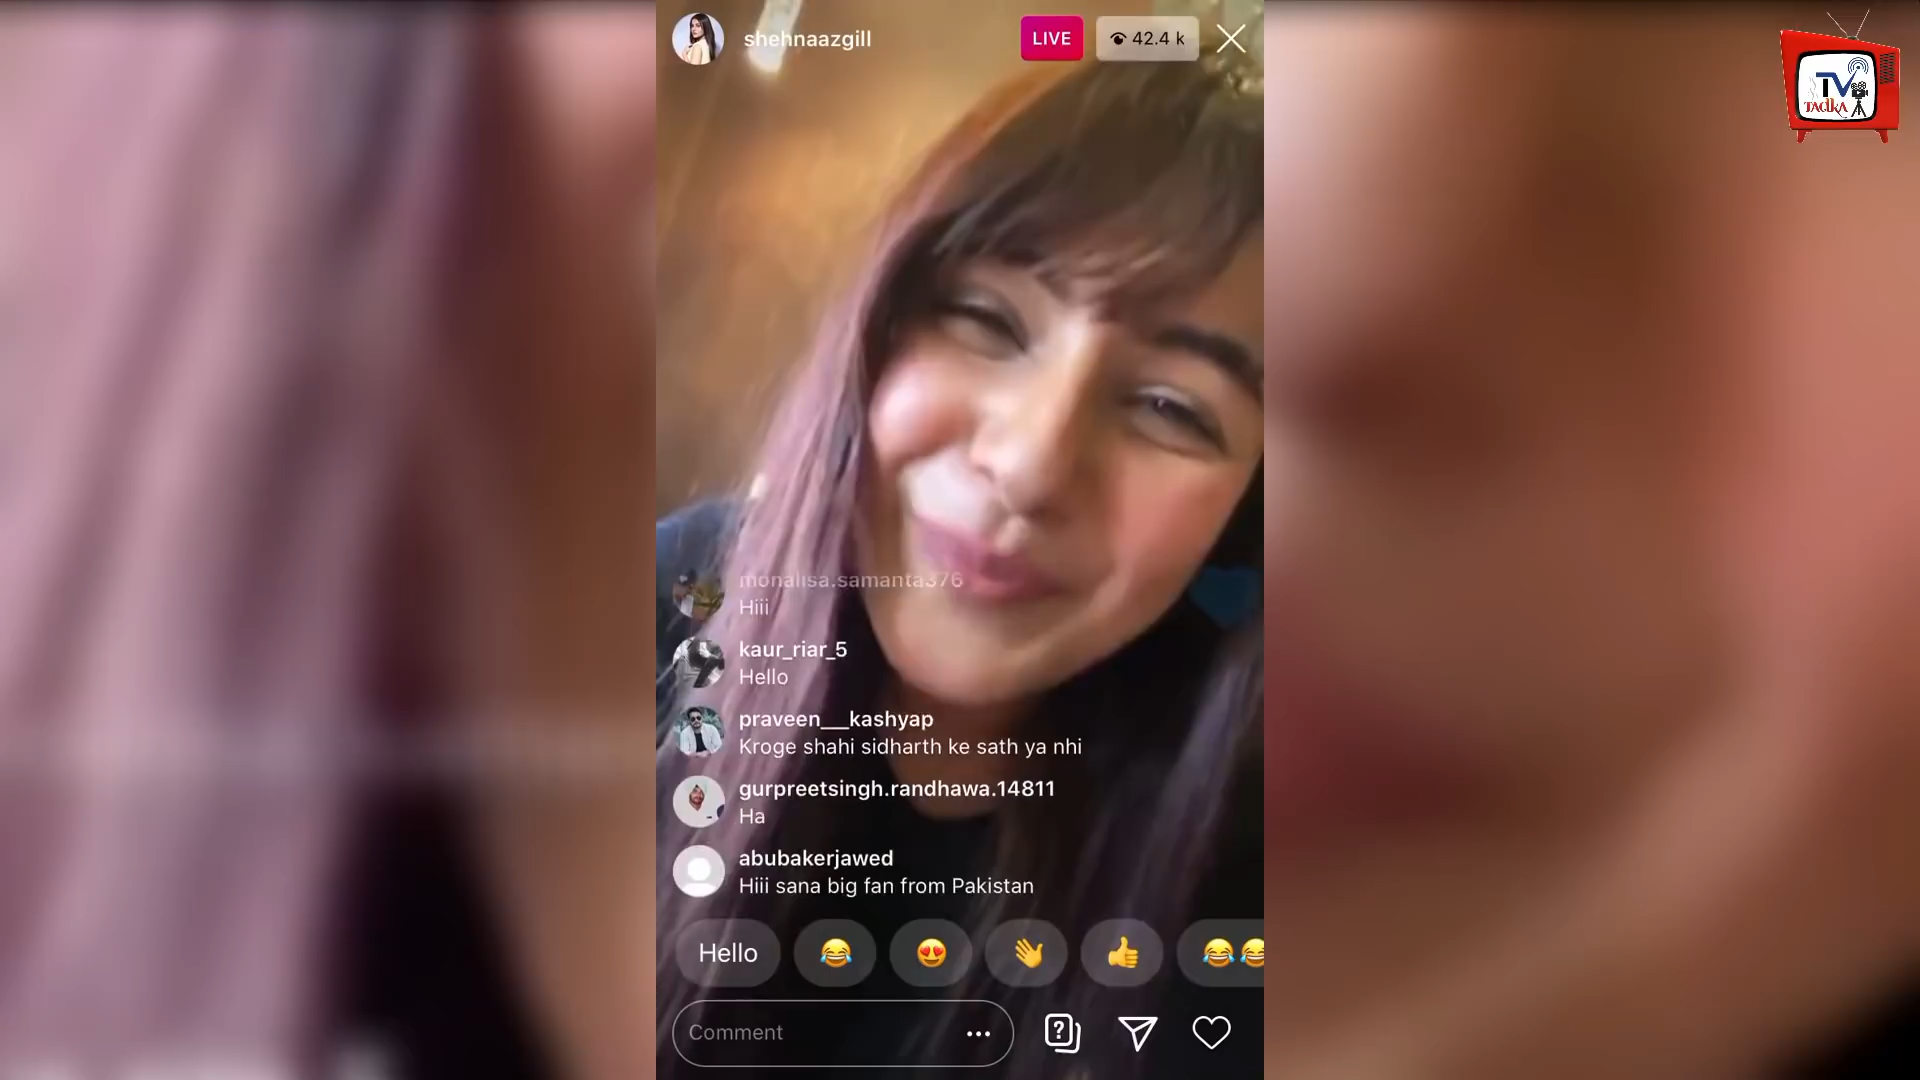 shehnaazgill
LIVE
42.4 k
TV
TADKA
monalisa.samanta376
Hiii
kaur_riar_5
Hello
praveen___kashyap
Kroge shahi sidharth ke sath ya nhi
gurpreetsingh.randhawa.14811
Ha
abubakerjawed
Hiii sana big fan from Pakistan
Hello
Comment